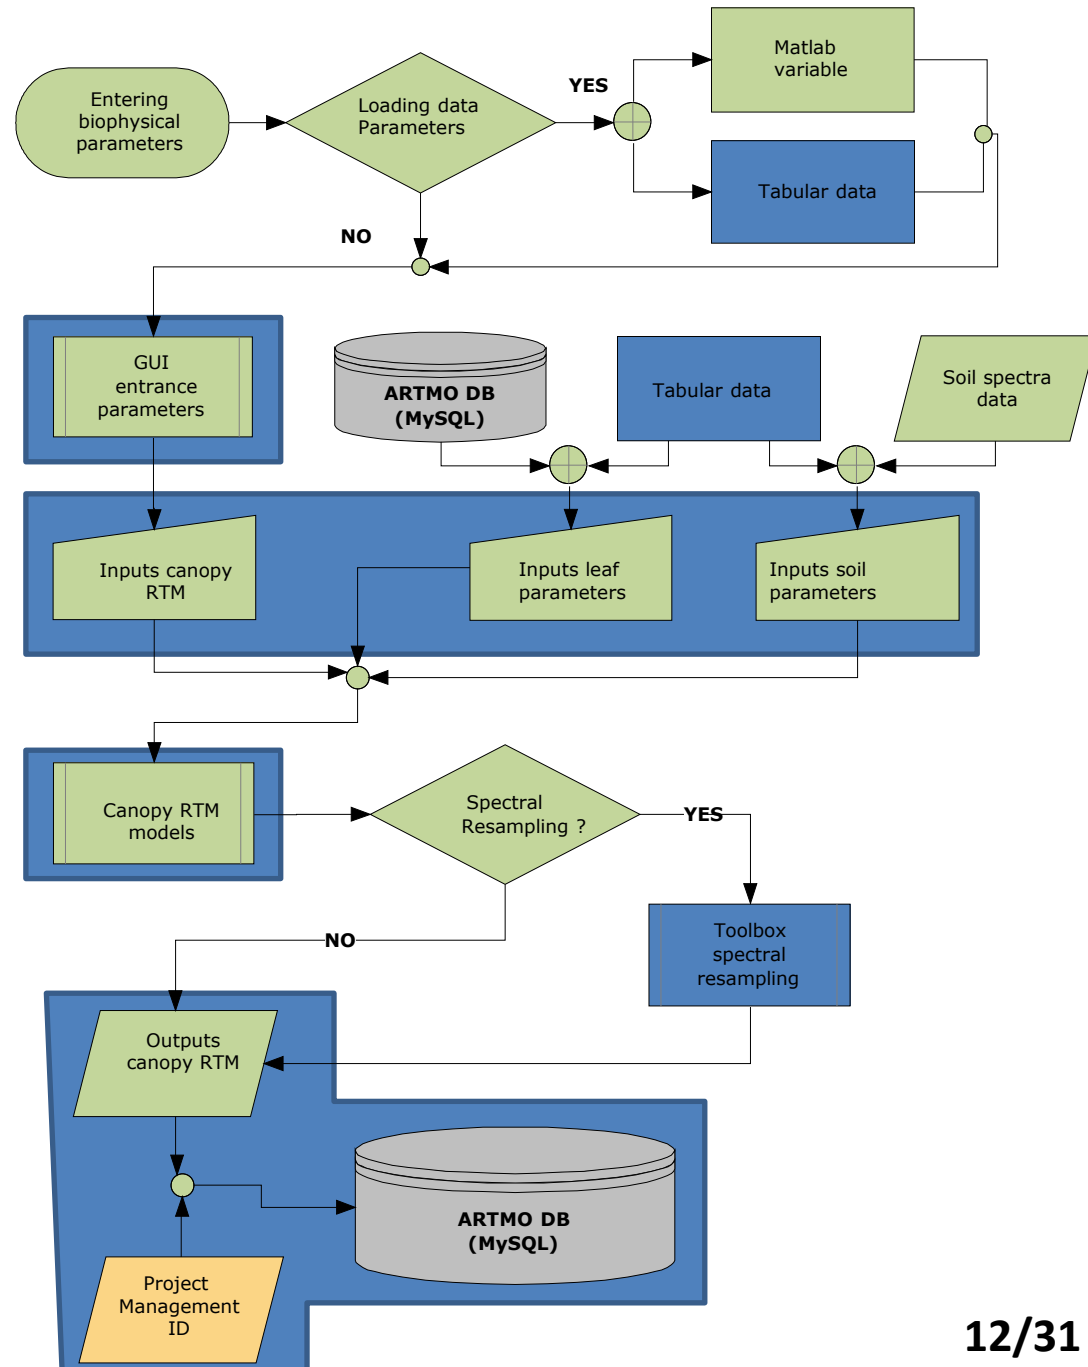 Entering
biophysical
parameters
Loading data
Parameters
YES
Matlab
variable
Tabular data
NO
GUI
entrance
parameters
ARTMO DB
(MySQL)
Tabular data
Soil spectra
data
Inputs canopy
RTM
Inputs leaf
parameters
Inputs soil
parameters
Canopy RTM
models
Spectral
Resampling ?
YES
NO
Toolbox
spectral
resampling
Outputs
canopy RTM
ARTMO DB
(MySQL)
Project
Management
ID
12/31